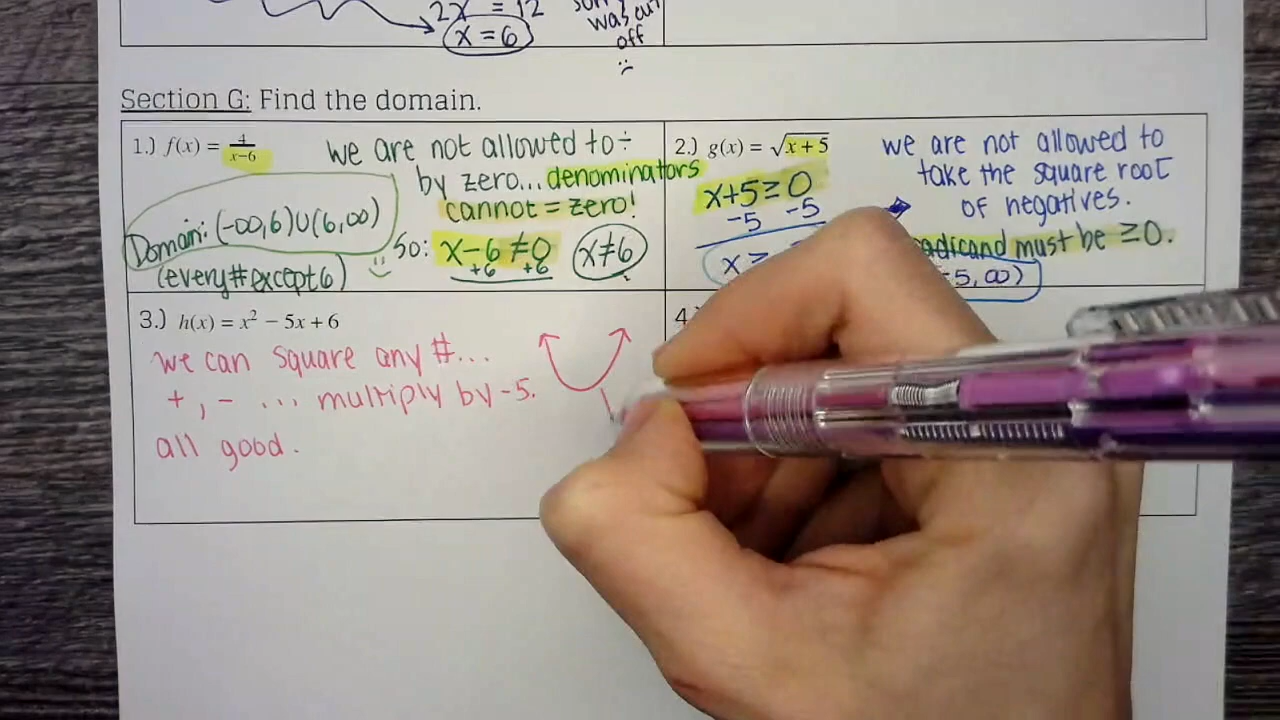 2x = 12
x = 6
was cut
off
Section G: Find the domain.
1.) f(x) = 4/(x−6)
we are not allowed to ÷
by zero... denominators
cannot = zero!
Domain: (-∞,6)∪(6,∞)
(every # except 6)
So: x−6 ≠ 0
+6 +6
x ≠ 6
2.) g(x) = √(x + 5)
we are not allowed to
take the square root
of negatives.
x+5 ≥ 0
-5 -5
radicand must be ≥ 0.
x ≥
5, ∞)
3.) h(x) = x² − 5x + 6
we can square any #...
+, - ... multiply by -5.
all good.
4